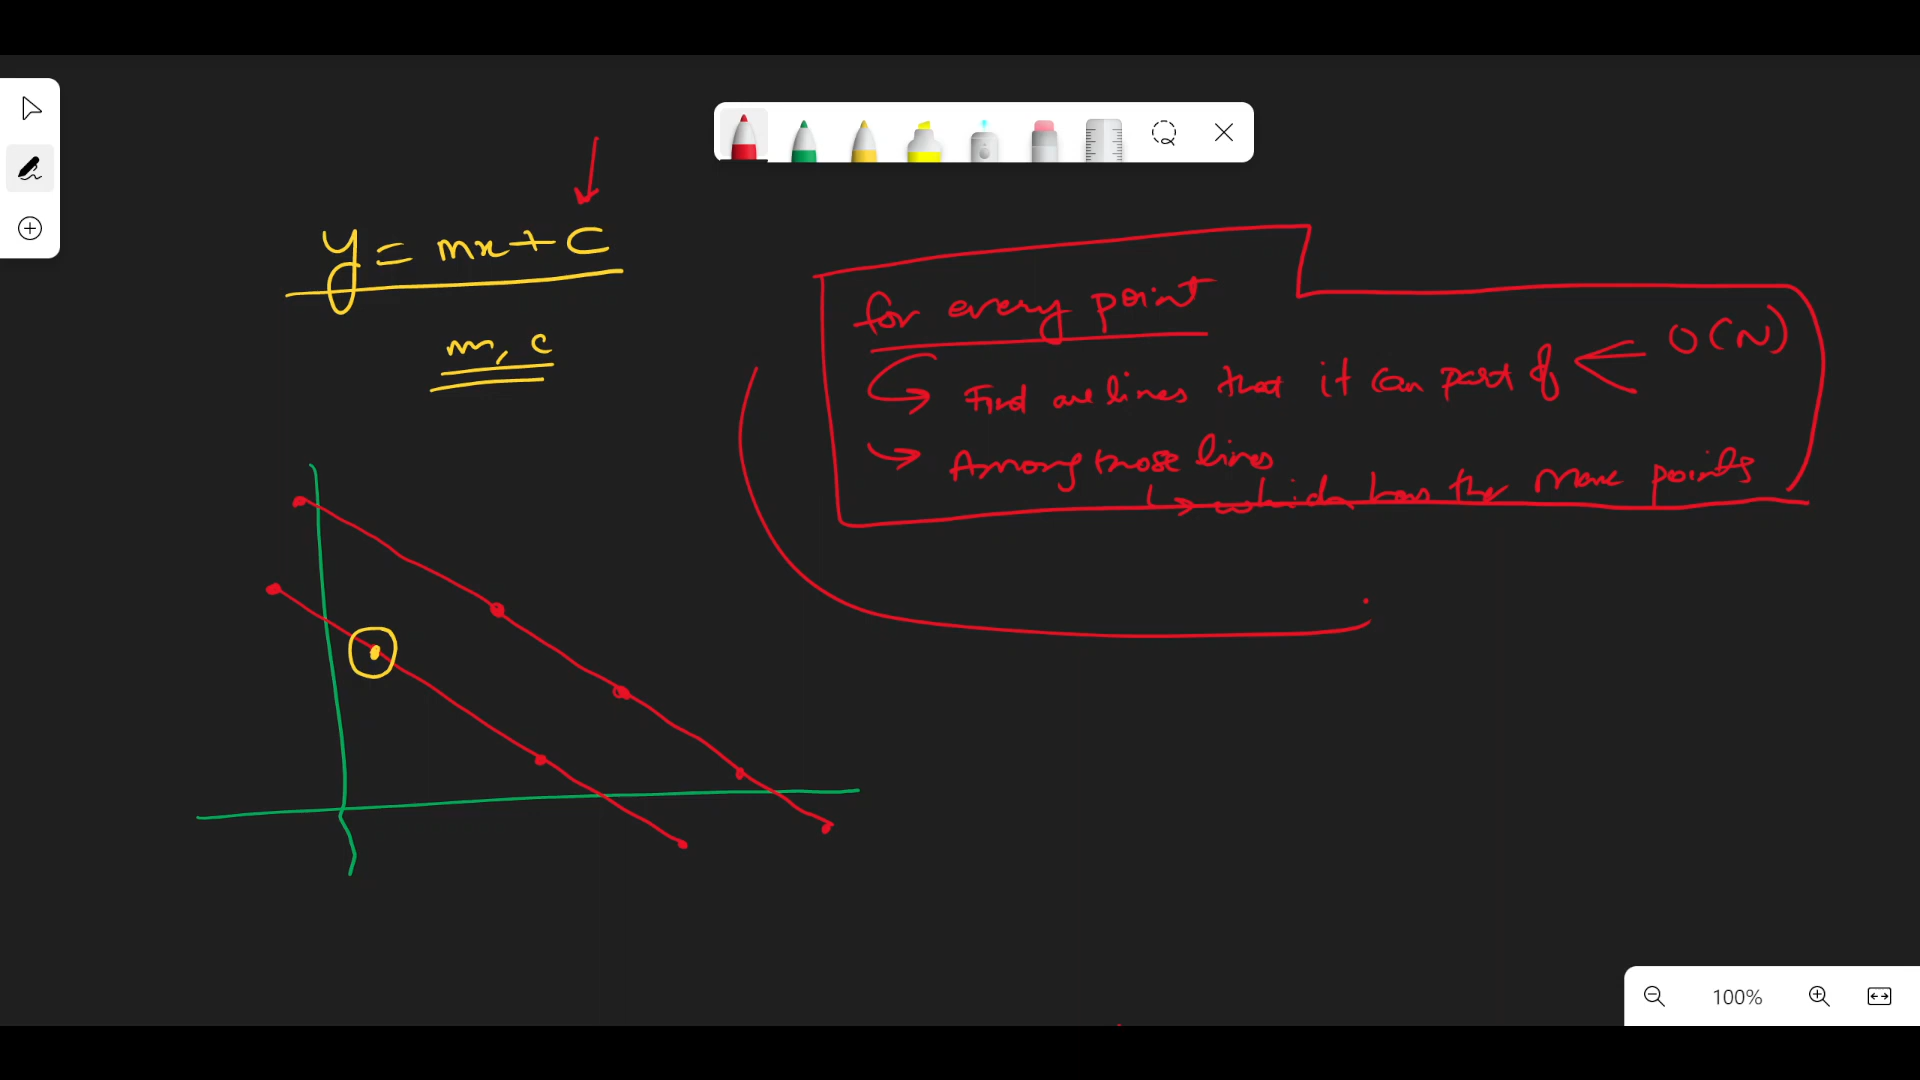 y = mx + c
m, c
for every point
Find all lines that it can part of
O(N)
Among those lines
which has the more points
100%